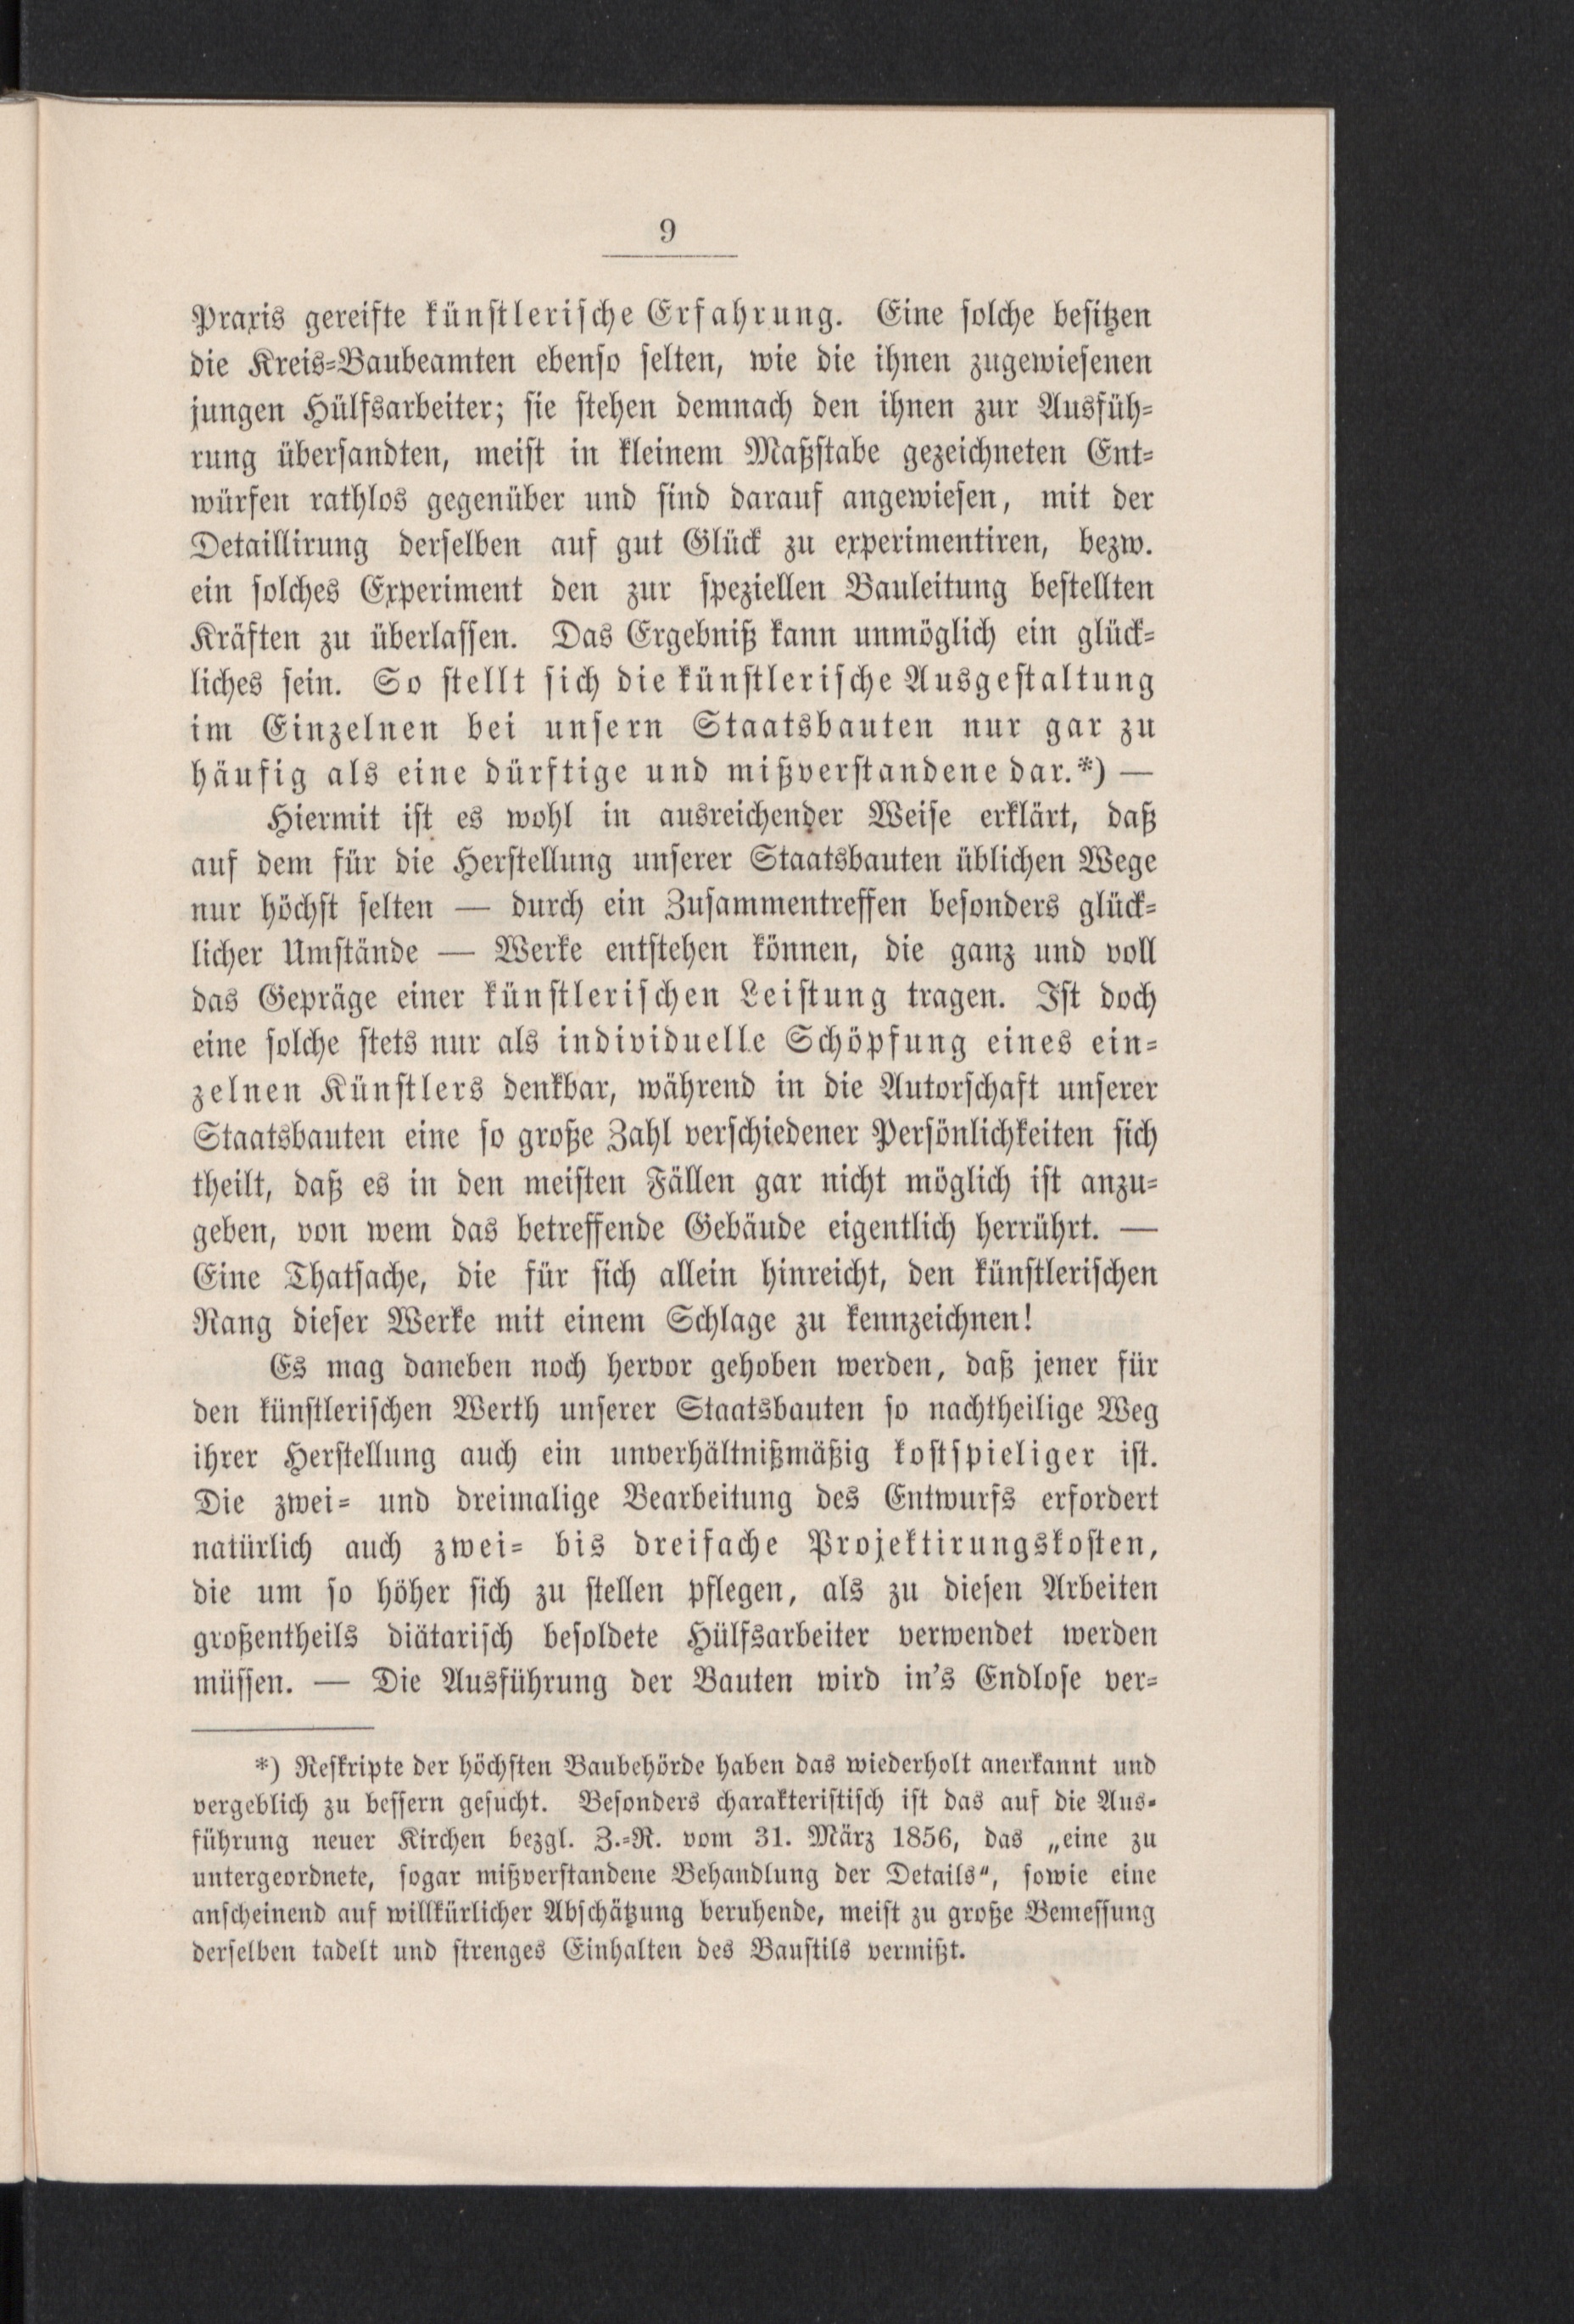 9
Praxis gereifte künstlerische Erfahrung. Eine solche besitzen
die Kreis-Baubeamten ebenso selten, wie die ihnen zugewiesenen
jungen Hülfsarbeiter; sie stehen demnach den ihnen zur Ausfüh-
rung übersandten, meist in kleinem Maßstabe gezeichneten Ent-
würfen rathlos gegenüber und sind darauf angewiesen, mit der
Detaillirung derselben auf gut Glück zu experimentiren, bezw.
ein solches Experiment den zur speziellen Bauleitung bestellten
Kräften zu überlassen. Das Ergebniß kann unmöglich ein glück-
liches sein. So stellt sich die künstlerische Ausgestaltung
im Einzelnen bei unsern Staatsbauten nur gar zu
häufig als eine dürftige und mißverstandene dar.*) —
Hiermit ist es wohl in ausreichender Weise erklärt, daß
auf dem für die Herstellung unserer Staatsbauten üblichen Wege
nur höchst selten — durch ein Zusammentreffen besonders glück-
licher Umstände — Werke entstehen können, die ganz und voll
das Gepräge einer künstlerischen Leistung tragen. Ist doch
eine solche stets nur als individuelle Schöpfung eines ein-
zelnen Künstlers denkbar, während in die Autorschaft unserer
Staatsbauten eine so große Zahl verschiedener Persönlichkeiten sich
theilt, daß es in den meisten Fällen gar nicht möglich ist anzu-
geben, von wem das betreffende Gebäude eigentlich herrührt. —
Eine Thatsache, die für sich allein hinreicht, den künstlerischen
Rang dieser Werke mit einem Schlage zu kennzeichnen!
Es mag daneben noch hervor gehoben werden, daß jener für
den künstlerischen Werth unserer Staatsbauten so nachtheilige Weg
ihrer Herstellung auch ein unverhältnißmäßig kostspieliger ist.
Die zwei- und dreimalige Bearbeitung des Entwurfs erfordert
natürlich auch zwei- bis dreifache Projektirungskosten,
die um so höher sich zu stellen pflegen, als zu diesen Arbeiten
großentheils diätarisch besoldete Hülfsarbeiter verwendet werden
müssen. — Die Ausführung der Bauten wird in's Endlose ver-
*) Reskripte der höchsten Baubehörde haben das wiederholt anerkannt und
vergeblich zu bessern gesucht. Besonders charakteristisch ist das auf die Aus-
führung neuer Kirchen bezgl. Z.-R. vom 31. März 1856, das „eine zu
untergeordnete, sogar mißverstandene Behandlung der Details“, sowie eine
anscheinend auf willkürlicher Abschätzung beruhende, meist zu große Bemessung
derselben tadelt und strenges Einhalten des Baustils vermißt.